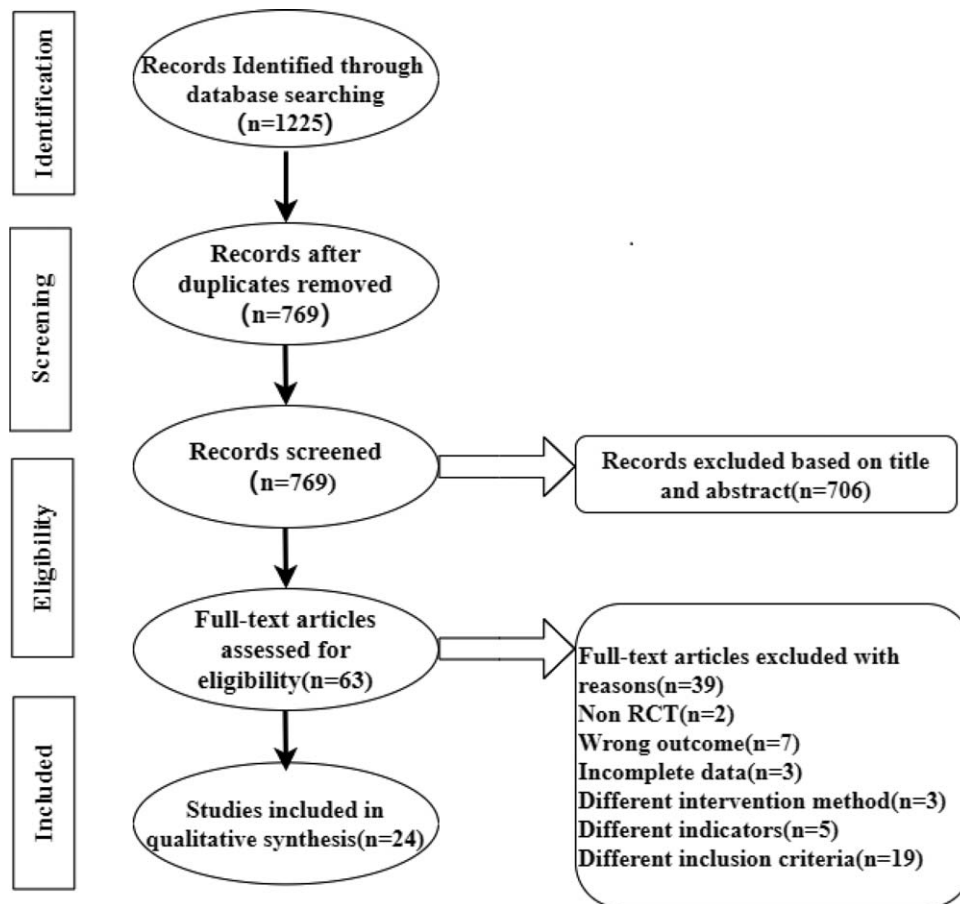 Identification
Records Identified through
database searching
(n=1225)
Screening
Records after
duplicates removed
(n=769)
Records screened
(n=769)
Records excluded based on title
and abstract(n=706)
Eligibility
Full-text articles
assessed for
eligibility(n=63)
Full-text articles excluded with
reasons(n=39)
Non RCT(n=2)
Wrong outcome(n=7)
Incomplete data(n=3)
Different intervention method(n=3)
Different indicators(n=5)
Different inclusion criteria(n=19)
Included
Studies included in
qualitative synthesis(n=24)